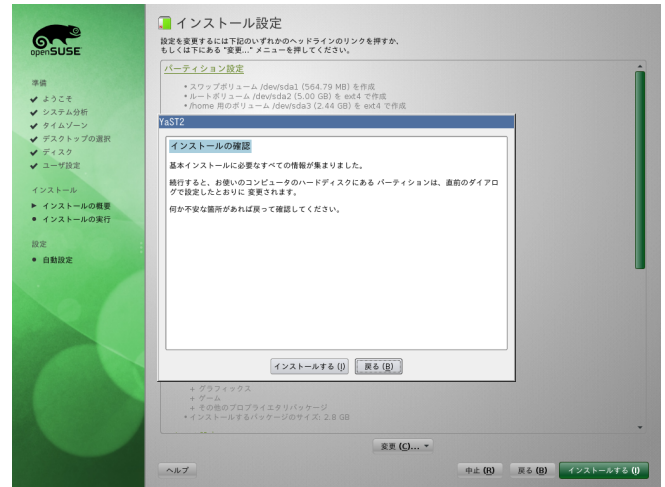 openSUSE
準備
ようこそ
システム分析
タイムゾーン
デスクトップの選択
ディスク
ユーザ設定
インストール
インストールの概要
インストールの実行
設定
自動設定
インストール設定
設定を変更するには下記のいずれかのヘッドラインのリンクを押すか、
もしくは下にある "変更..." メニューを押してください。
パーティション設定
• スワップボリューム /dev/sda1 (564.79 MB) を作成
• ルートボリューム /dev/sda2 (5.00 GB) を ext4 で作成
• /home 用のボリューム /dev/sda3 (2.44 GB) を ext4 で作成
YaST2
インストールの確認
基本インストールに必要なすべての情報が集まりました。
続行すると、お使いのコンピュータのハードディスクにある パーティションは、直前のダイアロ
グで設定したとおりに 変更されます。
何か不安な箇所があれば戻って確認してください。
インストールする (I)
戻る (B)
+ グラフィックス
+ ゲーム
+ その他のプロプライエタリパッケージ
• インストールするパッケージのサイズ: 2.8 GB
変更 (C)...
ヘルプ
中止 (R)
戻る (B)
インストールする (I)